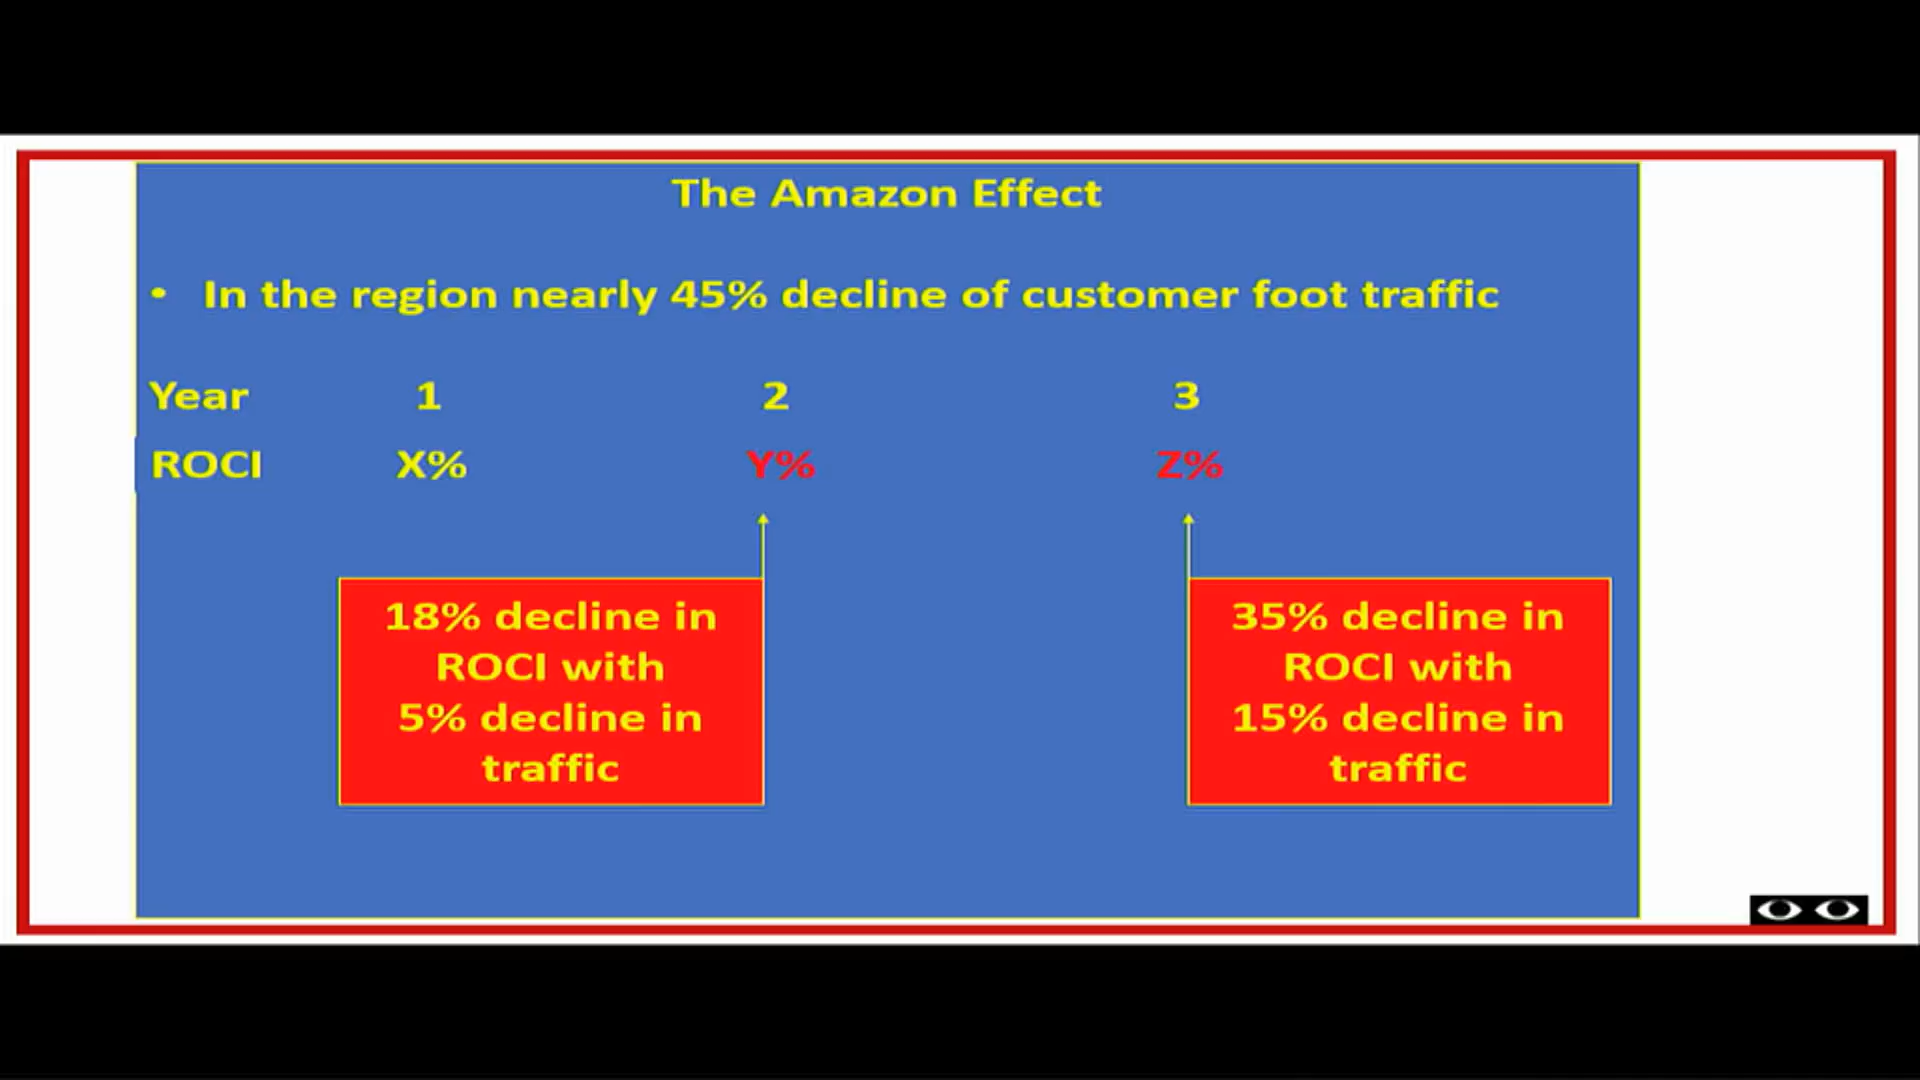 The Amazon Effect
• In the region nearly 45% decline of customer foot traffic
Year 1 2 3
ROCI X% Y% Z%
18% decline in
ROCI with
5% decline in
traffic
35% decline in
ROCI with
15% decline in
traffic